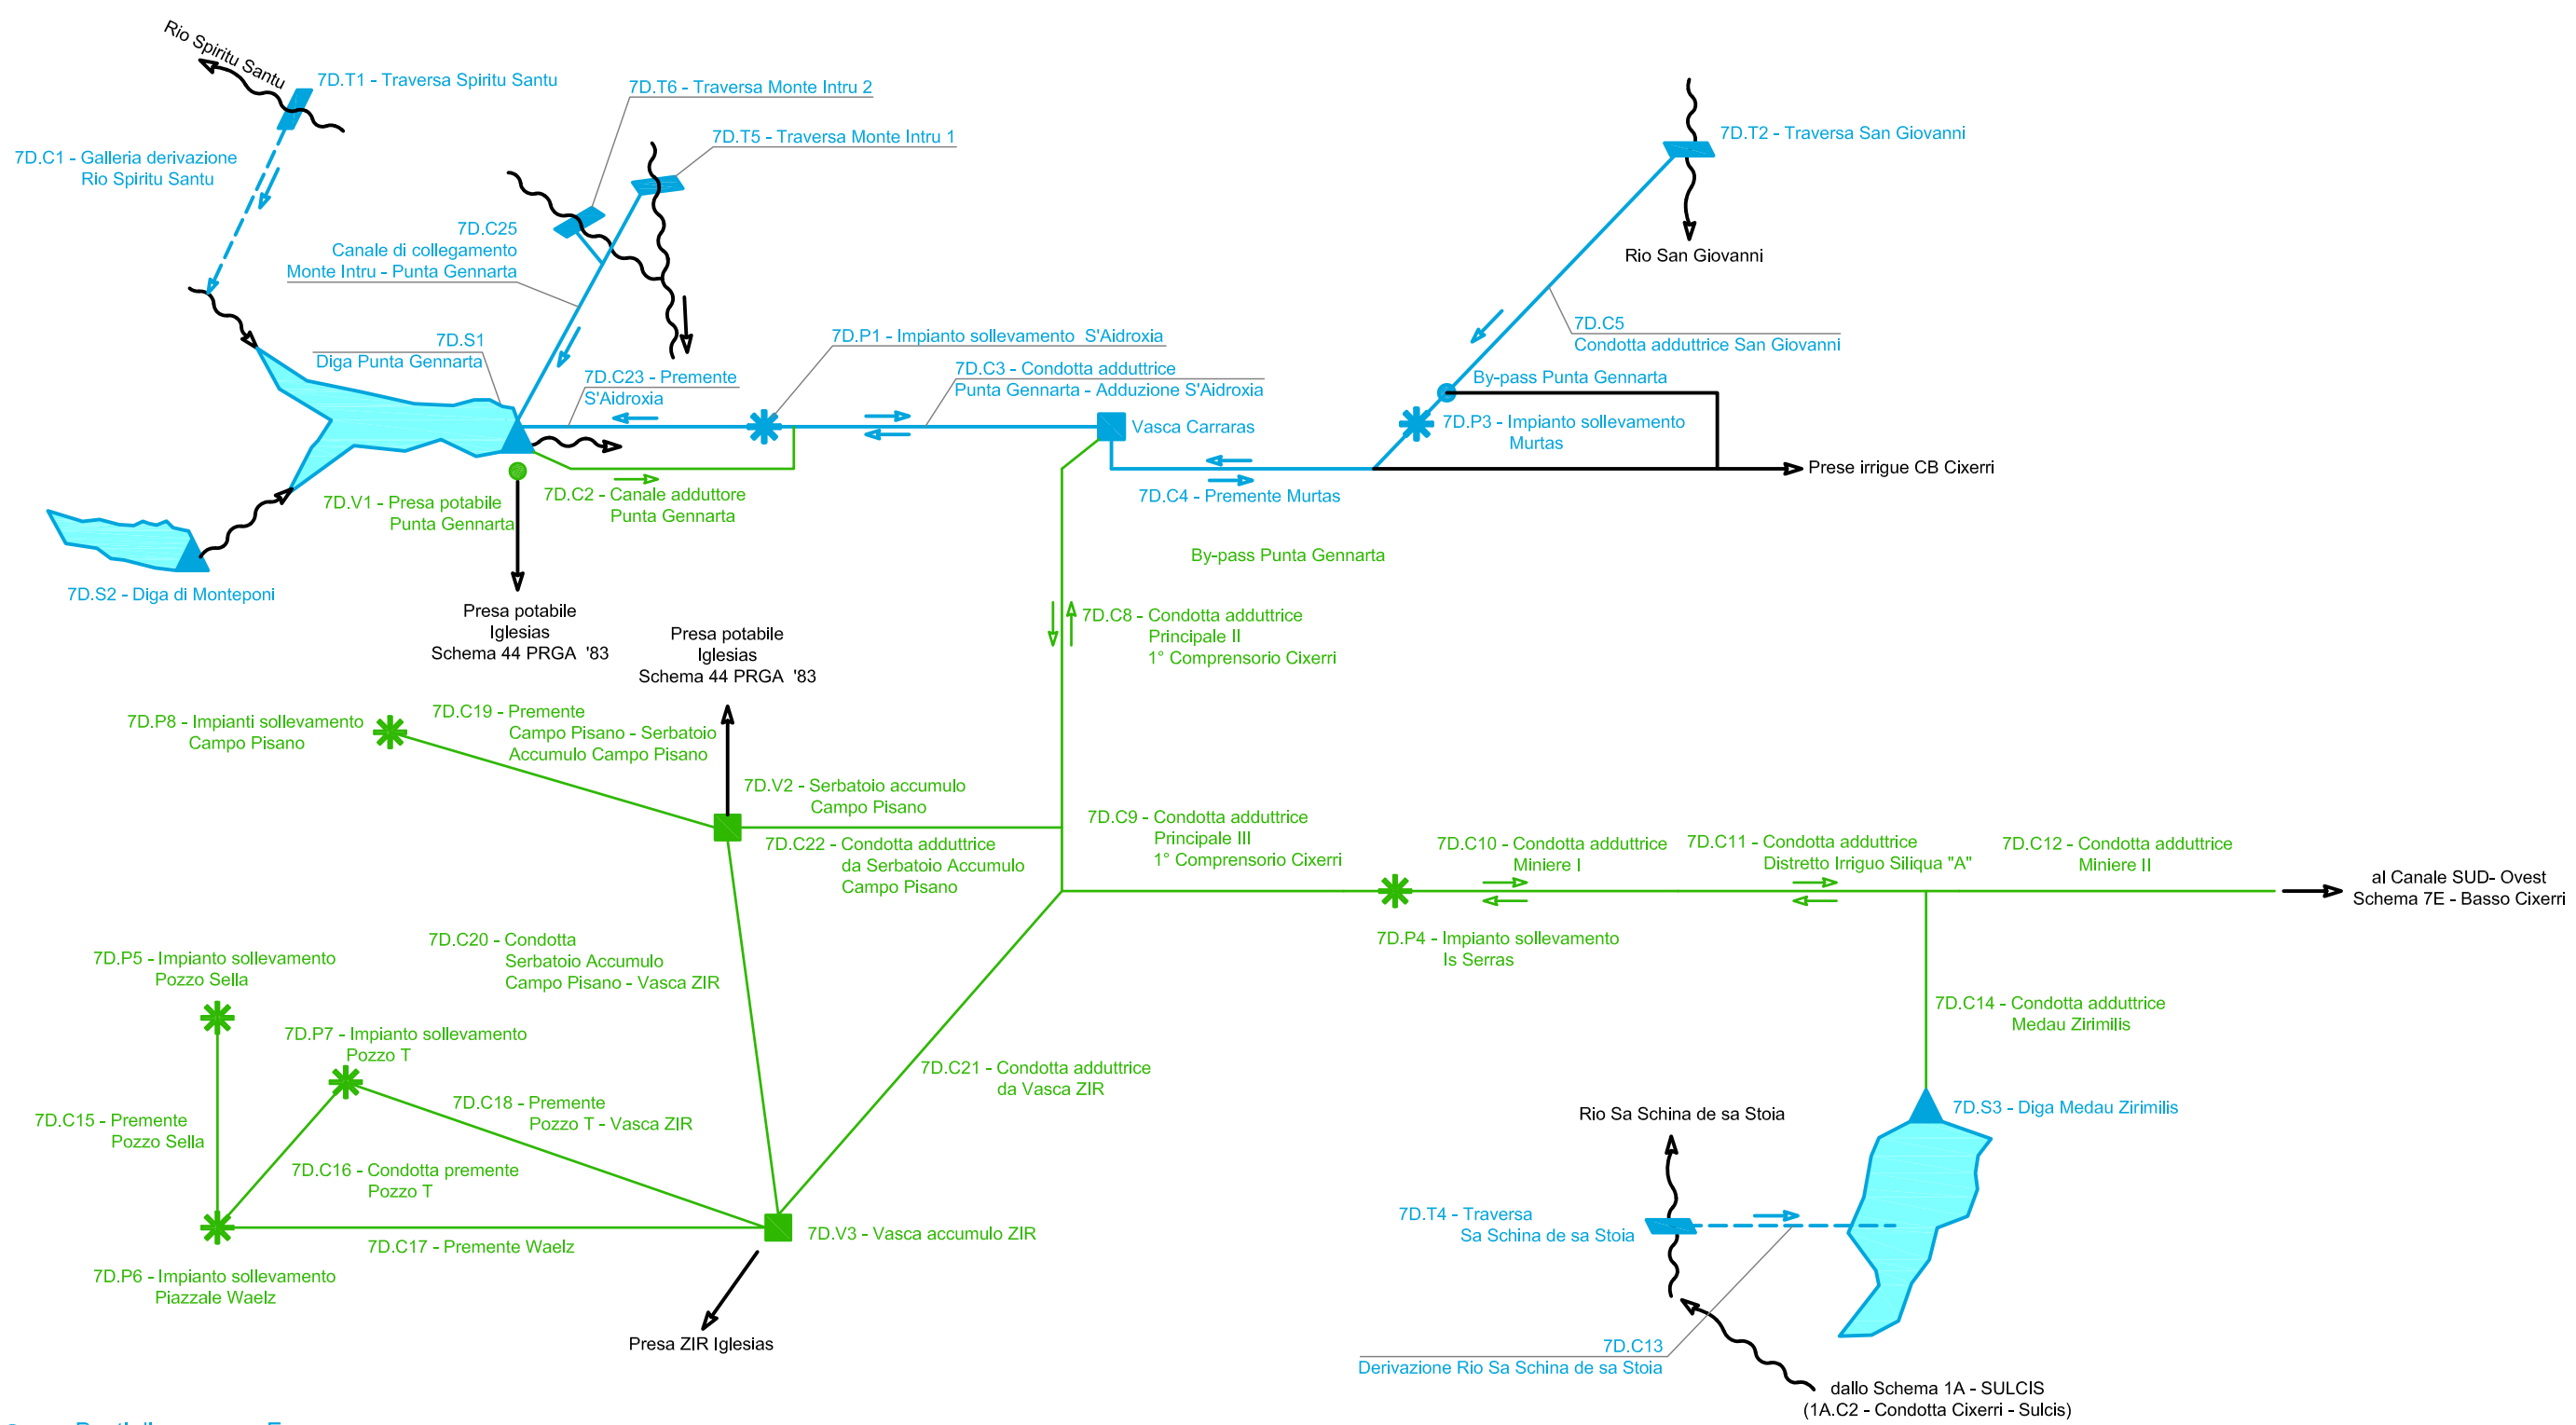 Rio Spiritu Santu
7D.T1 - Traversa Spiritu Santu
7D.C1 - Galleria derivazione
Rio Spiritu Santu
7D.T6 - Traversa Monte Intru 2
7D.T5 - Traversa Monte Intru 1
7D.T2 - Traversa San Giovanni
Rio San Giovanni
7D.C25
Canale di collegamento
Monte Intru - Punta Gennarta
7D.S1
Diga Punta Gennarta
7D.C23 - Premente
S'Aidroxia
7D.P1 - Impianto sollevamento S'Aidroxia
7D.C3 - Condotta adduttrice
Punta Gennarta - Adduzione S'Aidroxia
7D.C5
Condotta adduttrice San Giovanni
By-pass Punta Gennarta
Vasca Carraras
7D.P3 - Impianto sollevamento
Murtas
Prese irrigue CB Cixerri
7D.C4 - Premente Murtas
7D.V1 - Presa potabile
Punta Gennarta
7D.C2 - Canale adduttore
Punta Gennarta
By-pass Punta Gennarta
7D.S2 - Diga di Monteponi
Presa potabile
Iglesias
Schema 44 PRGA '83
Presa potabile
Iglesias
Schema 44 PRGA '83
7D.C8 - Condotta adduttrice
Principale II
1° Comprensorio Cixerri
7D.P8 - Impianti sollevamento
Campo Pisano
7D.C19 - Premente
Campo Pisano - Serbatoio
Accumulo Campo Pisano
7D.V2 - Serbatoio accumulo
Campo Pisano
7D.C22 - Condotta adduttrice
da Serbatoio Accumulo
Campo Pisano
7D.C9 - Condotta adduttrice
Principale III
1° Comprensorio Cixerri
7D.C10 - Condotta adduttrice
Miniere I
7D.C11 - Condotta adduttrice
Distretto Irriguo Siliqua "A"
7D.C12 - Condotta adduttrice
Miniere II
al Canale SUD- Ovest
Schema 7E - Basso Cixerri
7D.P4 - Impianto sollevamento
Is Serras
7D.C20 - Condotta
Serbatoio Accumulo
Campo Pisano - Vasca ZIR
7D.P5 - Impianto sollevamento
Pozzo Sella
7D.P7 - Impianto sollevamento
Pozzo T
7D.C14 - Condotta adduttrice
Medau Zirimilis
7D.C21 - Condotta adduttrice
da Vasca ZIR
7D.C15 - Premente
Pozzo Sella
7D.C18 - Premente
Pozzo T - Vasca ZIR
7D.C16 - Condotta premente
Pozzo T
Rio Sa Schina de sa Stoia
7D.S3 - Diga Medau Zirimilis
7D.T4 - Traversa
Sa Schina de sa Stoia
7D.C17 - Premente Waelz
7D.V3 - Vasca accumulo ZIR
7D.P6 - Impianto sollevamento
Piazzale Waelz
Presa ZIR Iglesias
7D.C13
Derivazione Rio Sa Schina de sa Stoia
dallo Schema 1A - SULCIS
(1A.C2 - Condotta Cixerri - Sulcis)